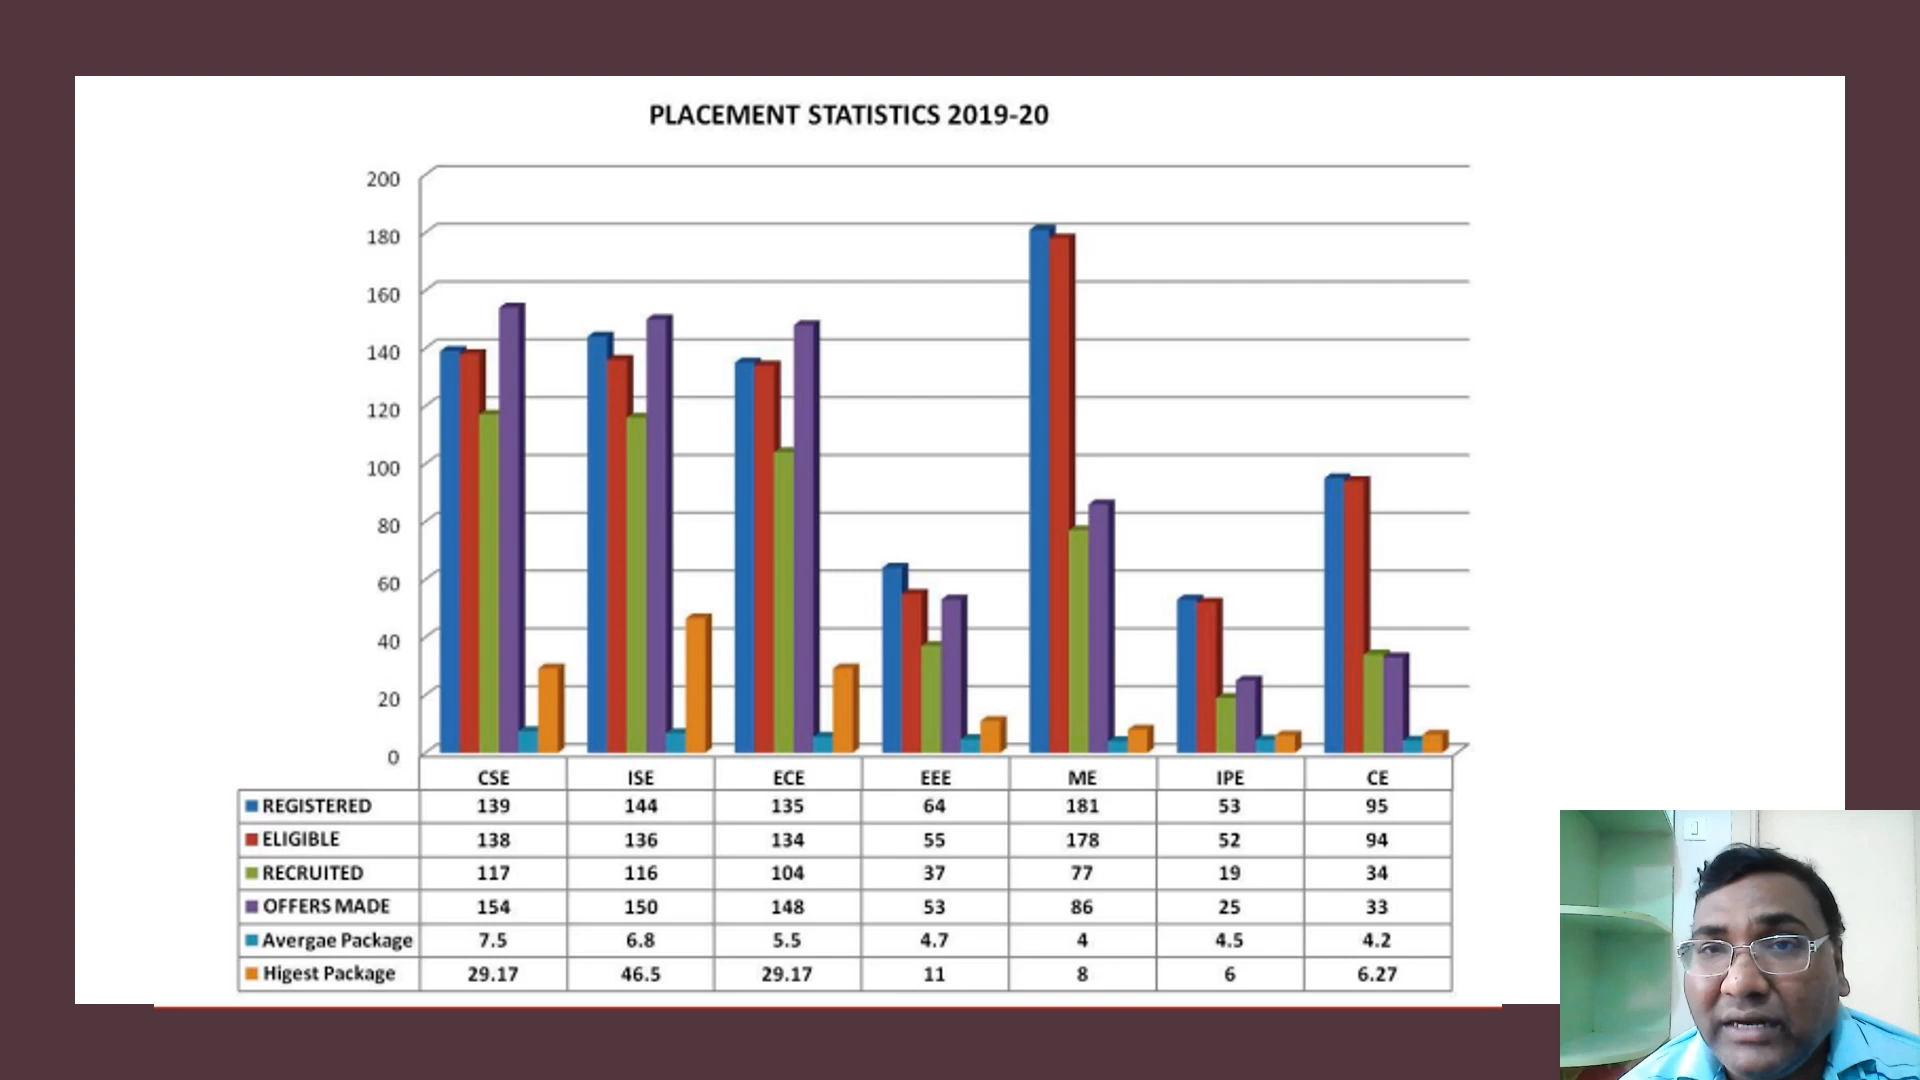 PLACEMENT STATISTICS 2019-20
200
180
160
140
120
100
80
60
40
20
0
CSE ISE ECE EEE ME IPE CE
REGISTERED 139 144 135 64 181 53 95
ELIGIBLE 138 136 134 55 178 52 94
RECRUITED 117 116 104 37 77 19 34
OFFERS MADE 154 150 148 53 86 25 33
Avergae Package 7.5 6.8 5.5 4.7 4 4.5 4.2
Higest Package 29.17 46.5 29.17 11 8 6 6.27